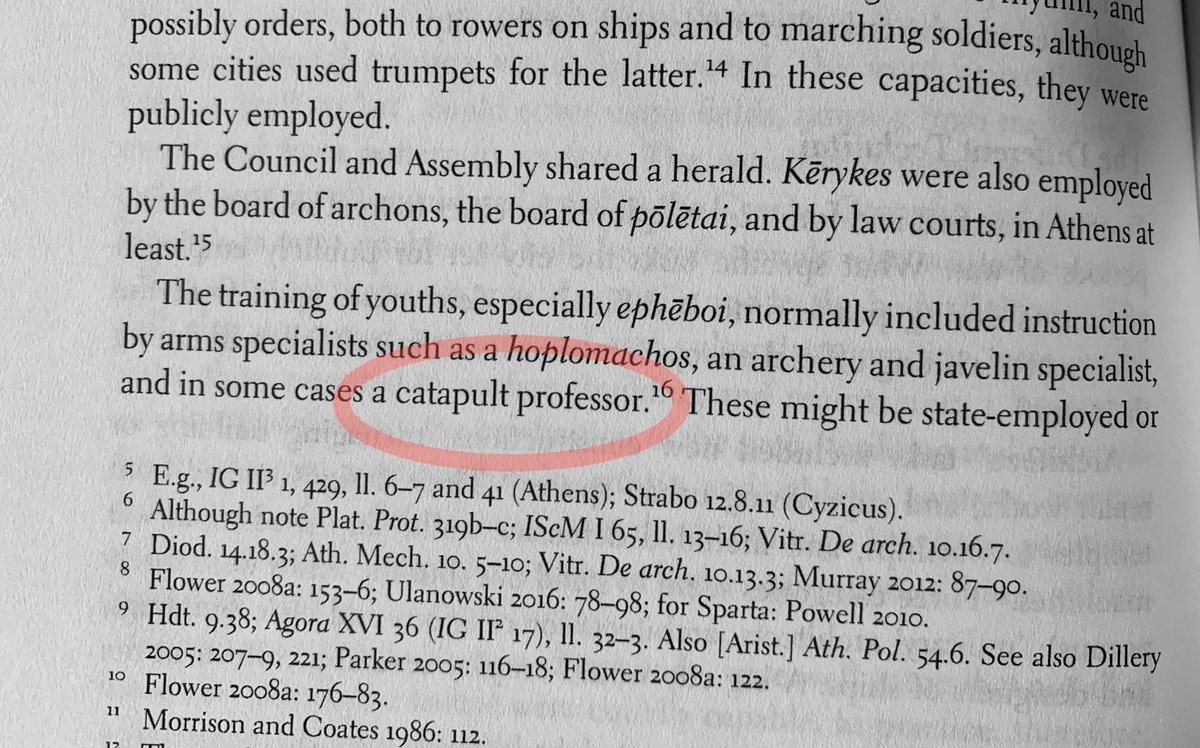 and
possibly orders, both to rowers on ships and to marching soldiers, although
some cities used trumpets for the latter.¹⁴ In these capacities, they were
publicly employed.
The Council and Assembly shared a herald. Kērykes were also employed
by the board of archons, the board of pōlētai, and by law courts, in Athens at
least.¹⁵
The training of youths, especially ephēboi, normally included instruction
by arms specialists such as a hoplomachos, an archery and javelin specialist,
and in some cases a catapult professor.¹⁶ These might be state-employed or
⁵ E.g., IG II³ 1, 429, ll. 6–7 and 41 (Athens); Strabo 12.8.11 (Cyzicus).
⁶ Although note Plat. Prot. 319b–c; IScM I 65, ll. 13–16; Vitr. De arch. 10.16.7.
⁷ Diod. 14.18.3; Ath. Mech. 10. 5–10; Vitr. De arch. 10.13.3; Murray 2012: 87–90.
⁸ Flower 2008a: 153–6; Ulanowski 2016: 78–98; for Sparta: Powell 2010.
⁹ Hdt. 9.38; Agora XVI 36 (IG II² 17), ll. 32–3. Also [Arist.] Ath. Pol. 54.6. See also Dillery
2005: 207–9, 221; Parker 2005: 116–18; Flower 2008a: 122.
¹⁰ Flower 2008a: 176–83.
¹¹ Morrison and Coates 1986: 112.